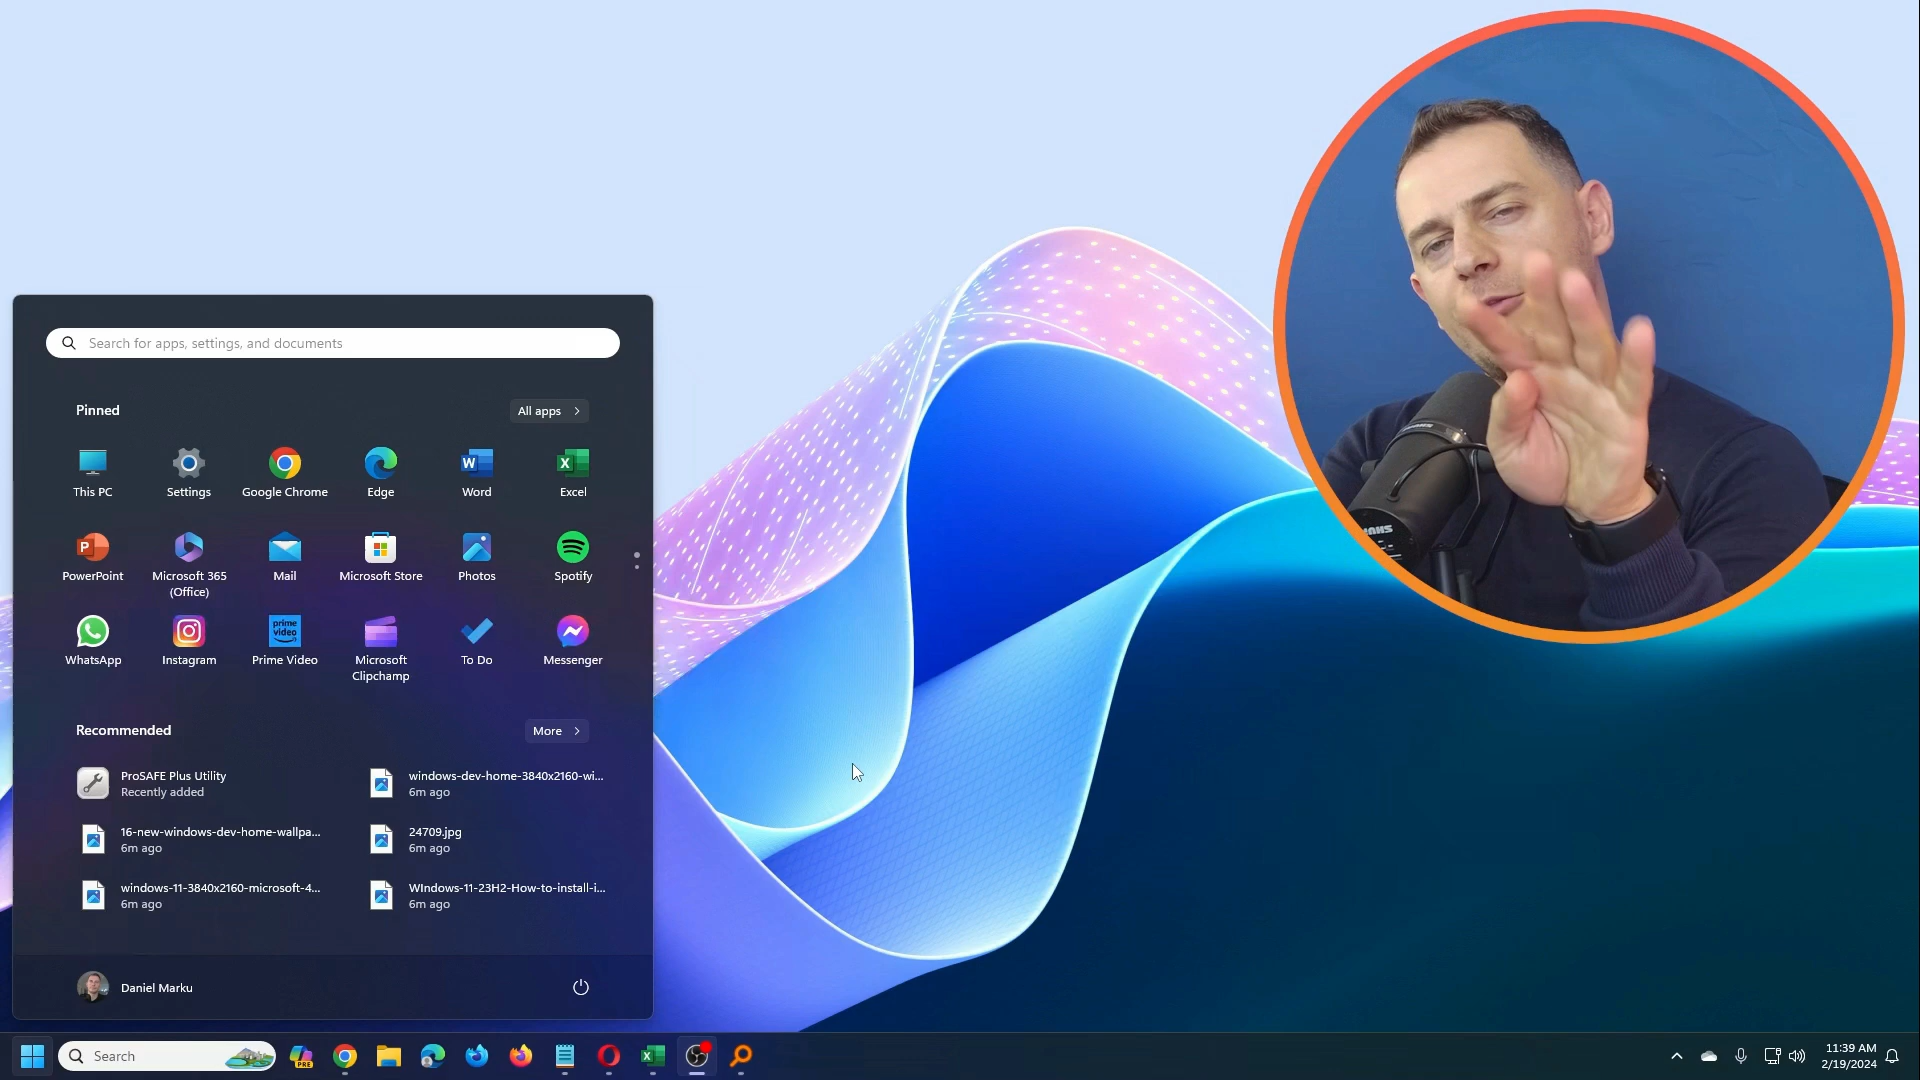 Search for apps, settings, and documents
Pinned
All apps
This PC
Settings
Google Chrome
Edge
Word
Excel
PowerPoint
Microsoft 365
(Office)
Mail
Microsoft Store
Photos
Spotify
WhatsApp
Instagram
prime
video
Prime Video
Microsoft
Clipchamp
To Do
Messenger
Recommended
More
ProSAFE Plus Utility
Recently added
windows-dev-home-3840x2160-wi...
6m ago
16-new-windows-dev-home-wallpa...
6m ago
24709.jpg
6m ago
windows-11-3840x2160-microsoft-4...
6m ago
WIndows-11-23H2-How-to-install-i...
6m ago
Daniel Marku
Search
PRE
11:39 AM
2/19/2024